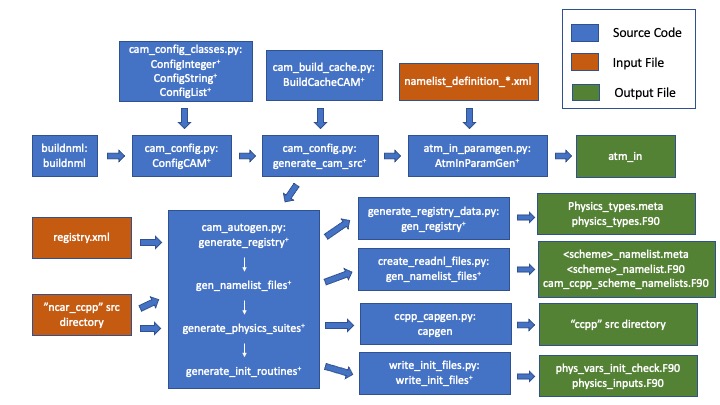 Source Code
Input File
Output File
cam_config_classes.py:
ConfigInteger+
ConfigString+
ConfigList+
cam_build_cache.py:
BuildCacheCAM+
namelist_definition_*.xml
buildnml:
buildnml
cam_config.py:
ConfigCAM+
cam_config.py:
generate_cam_src+
atm_in_paramgen.py:
AtmInParamGen+
atm_in
registry.xml
"ncar_ccpp" src
directory
cam_autogen.py:
generate_registry+
gen_namelist_files+
generate_physics_suites+
generate_init_routines+
generate_registry_data.py:
gen_registry+
Physics_types.meta
physics_types.F90
create_readnl_files.py:
gen_namelist_files+
<scheme>_namelist.meta
<scheme>_namelist.F90
cam_ccpp_scheme_namelists.F90
ccpp_capgen.py:
capgen
"ccpp" src directory
write_init_files.py:
write_init_files+
phys_vars_init_check.F90
physics_inputs.F90